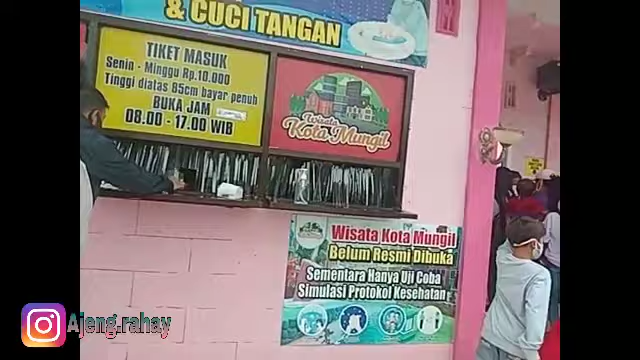 & CUCI TANGAN
TIKET MASUK
Senin - Minggu Rp.10.000
Tinggi diatas 85cm bayar penuh
BUKA JAM
08.00 - 17.00 WIB
Wisata
Kota Mungil
Wisata Kota Mungil
Belum Resmi Dibuka
Sementara Hanya Uji Coba
Simulasi Protokol Kesehatan
Ajeng.rahay